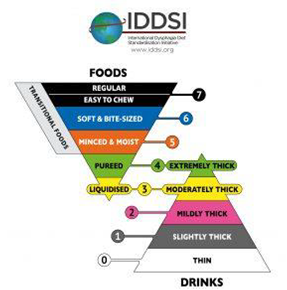 IDDSI
International Dysphagia Diet
Standardisation Initiative
www.iddsi.org
FOODS
TRANSITIONAL FOODS
REGULAR
7
EASY TO CHEW
SOFT & BITE-SIZED 6
MINCED & MOIST 5
PUREED 4 EXTREMELY THICK
LIQUIDISED 3 MODERATELY THICK
2 MILDLY THICK
1 SLIGHTLY THICK
0 THIN
DRINKS